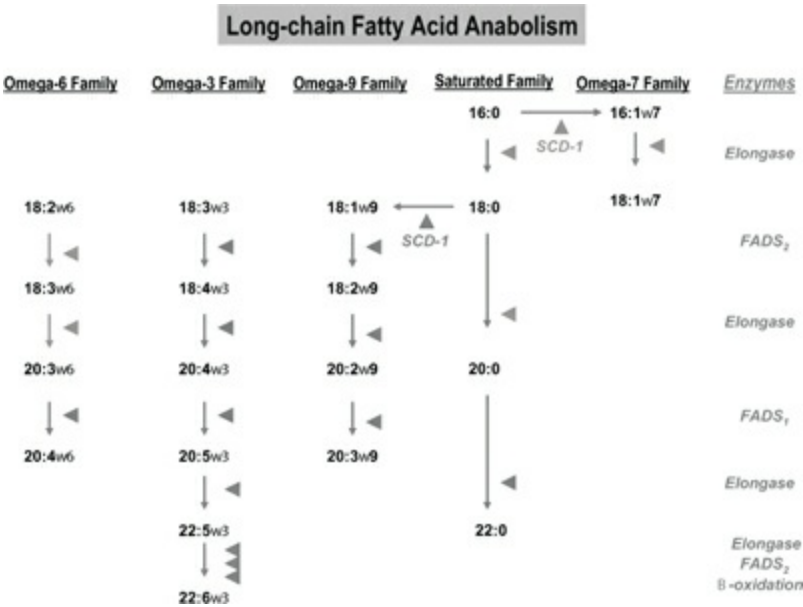 Long-chain Fatty Acid Anabolism
Omega-6 Family Omega-3 Family Omega-9 Family Saturated Family Omega-7 Family Enzymes
16:0 16:1w7
SCD-1 Elongase
18:1w7
18:2w6 18:3w3 18:1w9 18:0
SCD-1 FADS2
18:3w6 18:4w3 18:2w9
Elongase
20:3w6 20:4w3 20:2w9 20:0
FADS1
20:4w6 20:5w3 20:3w9
Elongase
22:5w3 22:0
Elongase
FADS2
β-oxidation
22:6w3